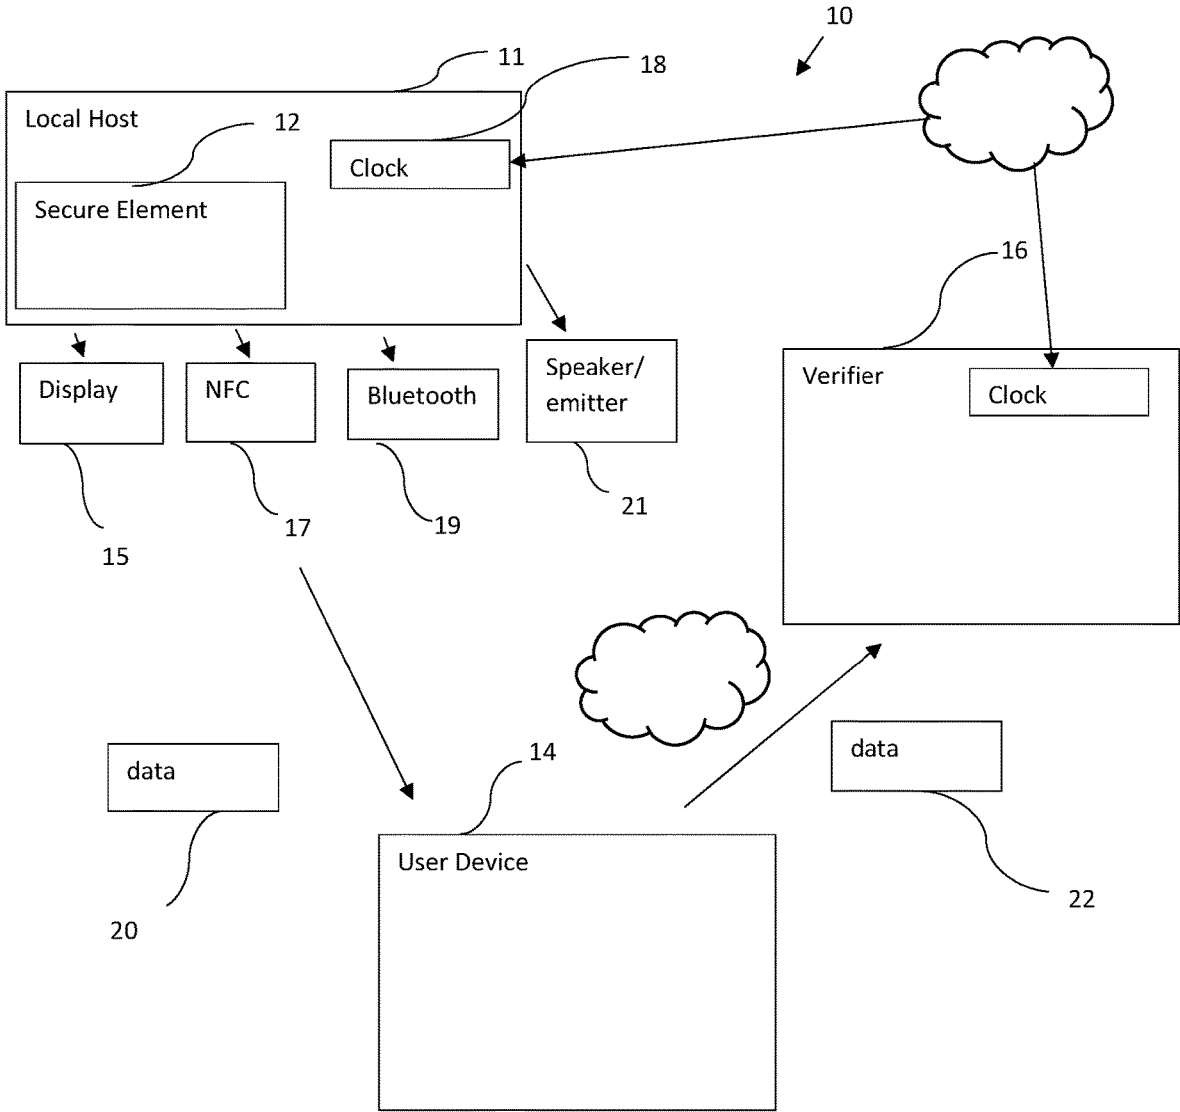 10
11
18
Local Host
12
Clock
Secure Element
16
Display
NFC
Bluetooth
Speaker/
emitter
Verifier
Clock
15
17
19
21
data
14
data
User Device
20
22